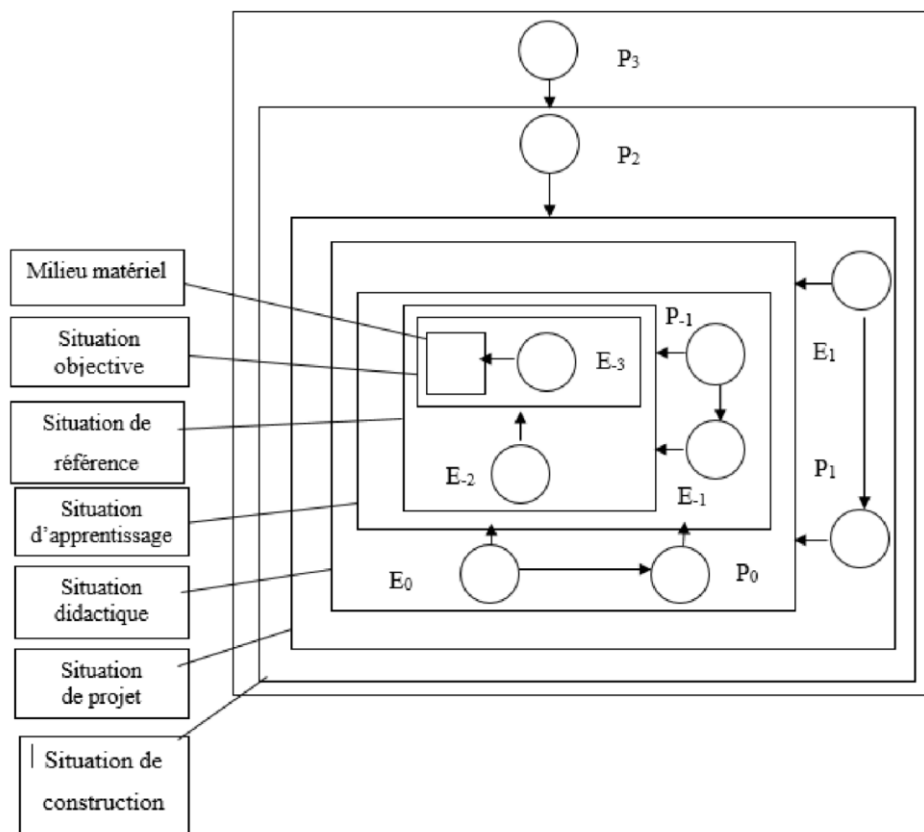 P₃
P₂
Milieu matériel
Situation
objective
Situation de
référence
Situation
d’apprentissage
Situation
didactique
Situation
de projet
Situation de
construction
P₋₁
E₋₃
E₁
E₋₂
E₋₁
P₁
E₀
P₀